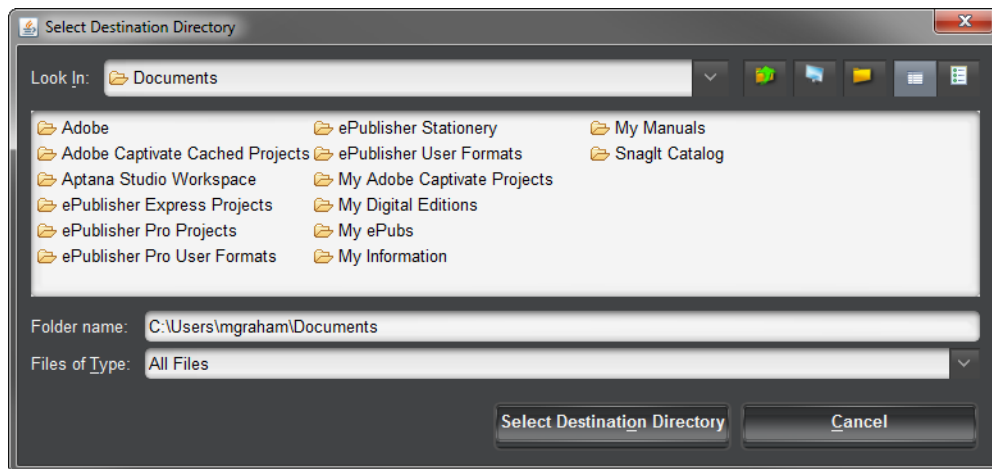 Select Destination Directory
Look In: Documents
Adobe
Adobe Captivate Cached Projects
Aptana Studio Workspace
ePublisher Express Projects
ePublisher Pro Projects
ePublisher Pro User Formats
ePublisher Stationery
ePublisher User Formats
My Adobe Captivate Projects
My Digital Editions
My ePubs
My Information
My Manuals
SnagIt Catalog
Folder name: C:\Users\mgraham\Documents
Files of Type: All Files
Select Destination Directory Cancel